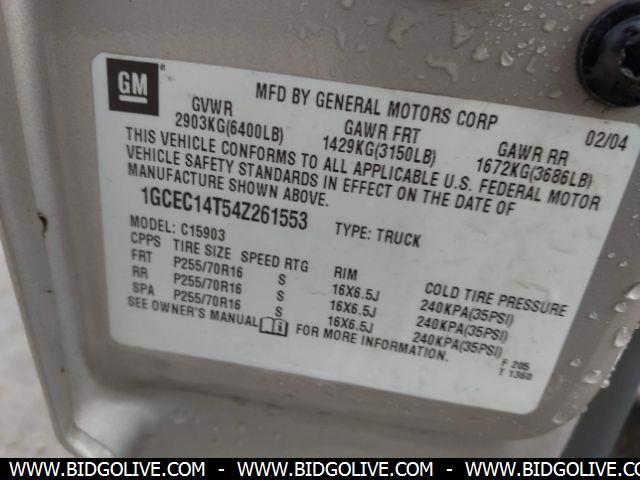 GM
MFD BY GENERAL MOTORS CORP 02/04
GVWR GAWR FRT GAWR RR
2903KG(6400LB) 1429KG(3150LB) 1672KG(3686LB)
THIS VEHICLE CONFORMS TO ALL APPLICABLE U.S. FEDERAL MOTOR
VEHICLE SAFETY STANDARDS IN EFFECT ON THE DATE OF
MANUFACTURE SHOWN ABOVE.
1GCEC14T54Z261553 TYPE: TRUCK
MODEL: C15903
CPPS TIRE SIZE SPEED RTG RIM COLD TIRE PRESSURE
FRT P255/70R16 S 16X6.5J 240KPA(35PSI)
RR P255/70R16 S 16X6.5J 240KPA(35PSI)
SPA P255/70R16 S 16X6.5J 240KPA(35PSI)
SEE OWNER'S MANUAL FOR MORE INFORMATION.
F 205
T 1360
WWW.BIDGOLIVE.COM - WWW.BIDGOLIVE.COM - WWW.BIDGOLIVE.COM - WWW.BIDGOLIVE.COM